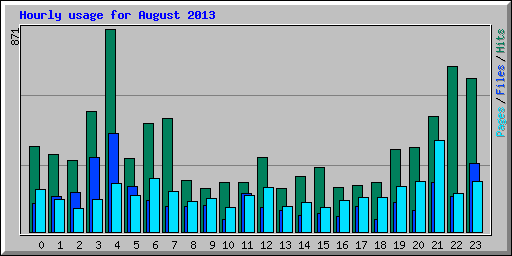 Hourly usage for August 2013
871
Pages / Files / Hits
0 1 2 3 4 5 6 7 8 9 10 11 12 13 14 15 16 17 18 19 20 21 22 23